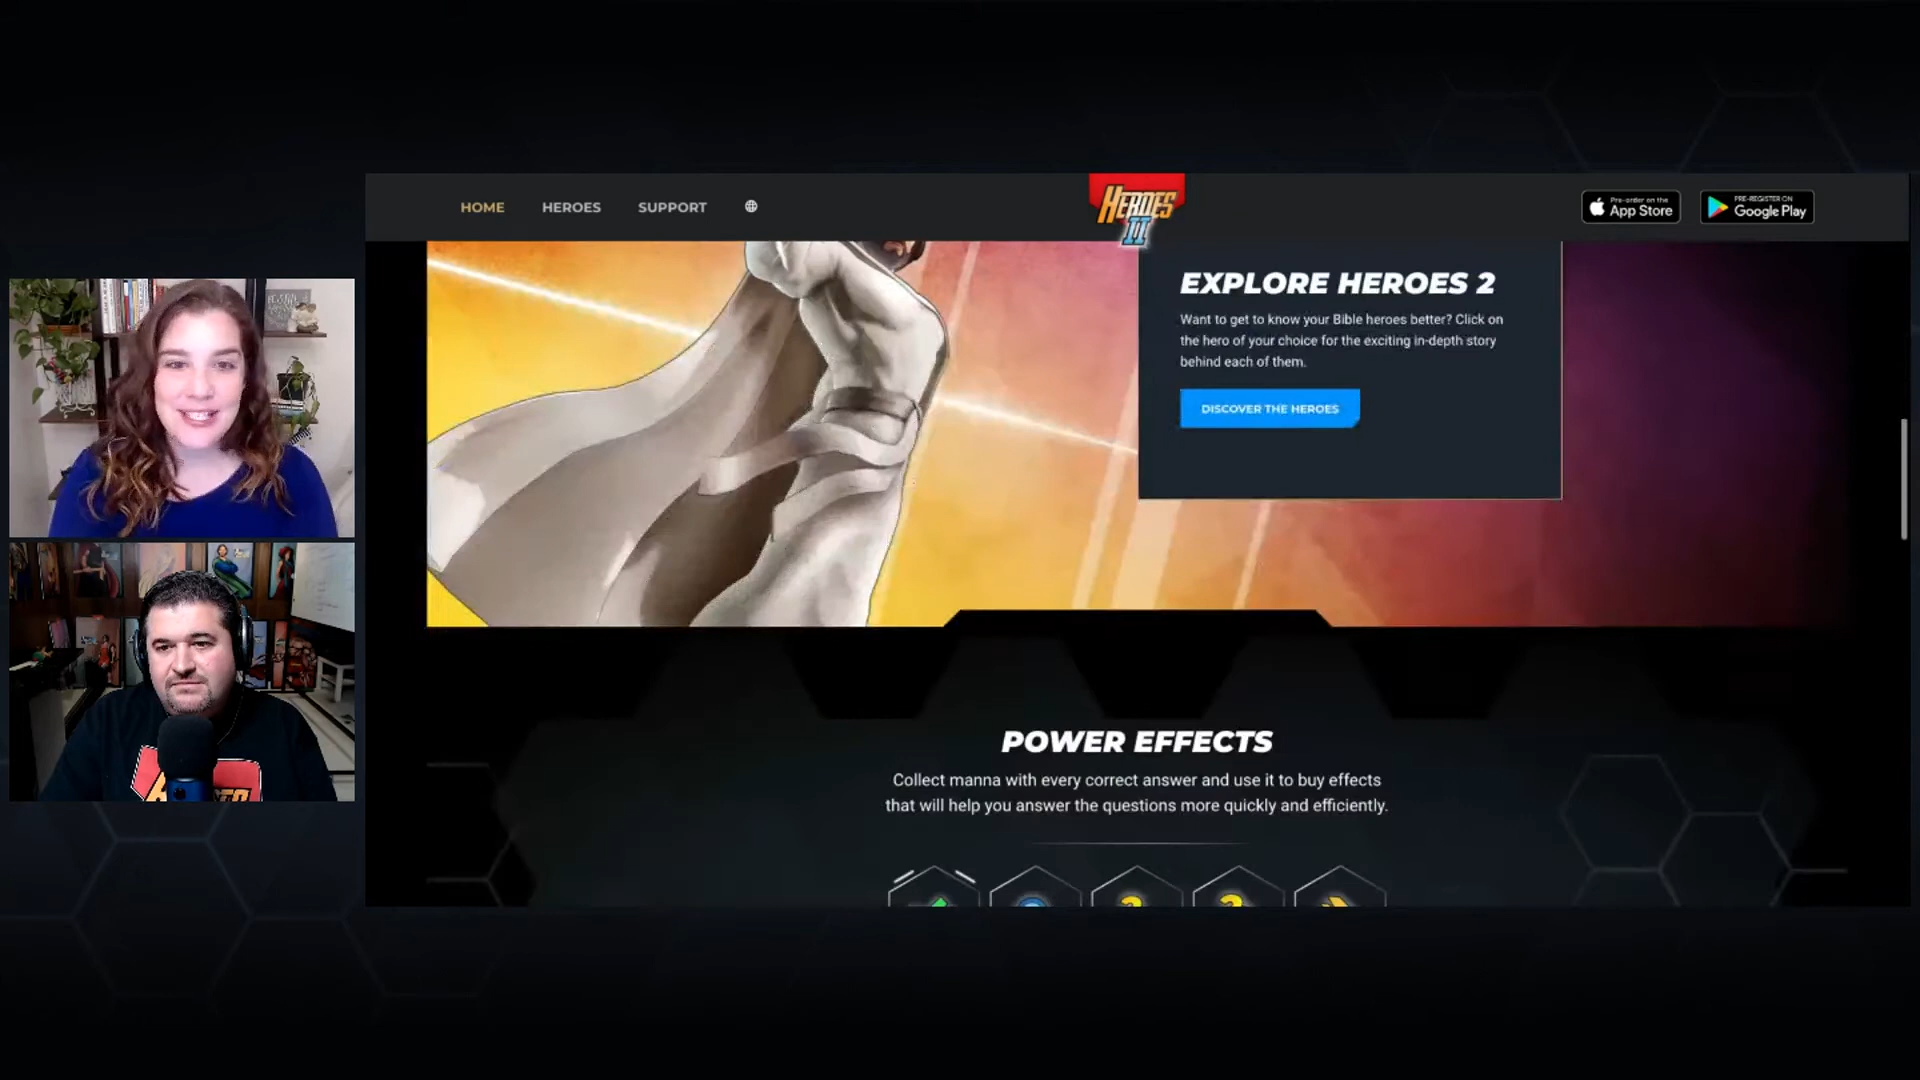 HOME
HEROES
SUPPORT
HEROES
II
Pre-order on the
App Store
PRE-REGISTER ON
Google Play
EXPLORE HEROES 2
Want to get to know your Bible heroes better? Click on
the hero of your choice for the exciting in-depth story
behind each of them.
DISCOVER THE HEROES
POWER EFFECTS
Collect manna with every correct answer and use it to buy effects
that will help you answer the questions more quickly and efficiently.